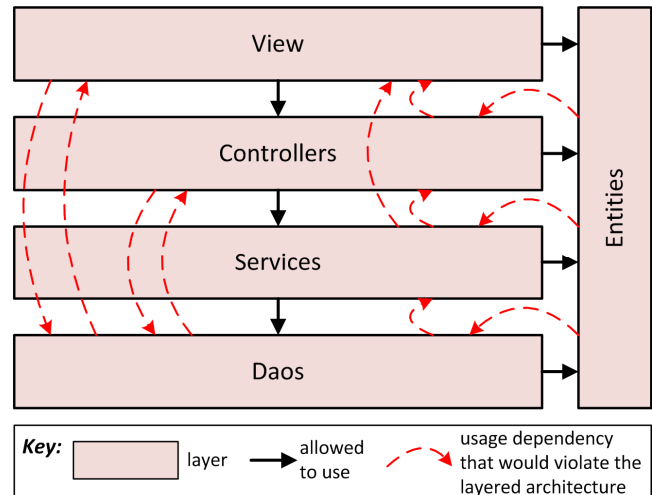 View
Controllers
Services
Daos
Entities
Key:
layer
allowed
to use
usage dependency
that would violate the
layered architecture